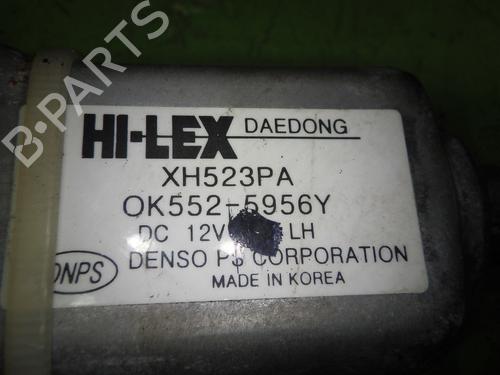 B-PARTS
HI-LEX DAEDONG
XH523PA
OK552-5956Y
DC 12V LH
DENSO PS CORPORATION
MADE IN KOREA
DNPS